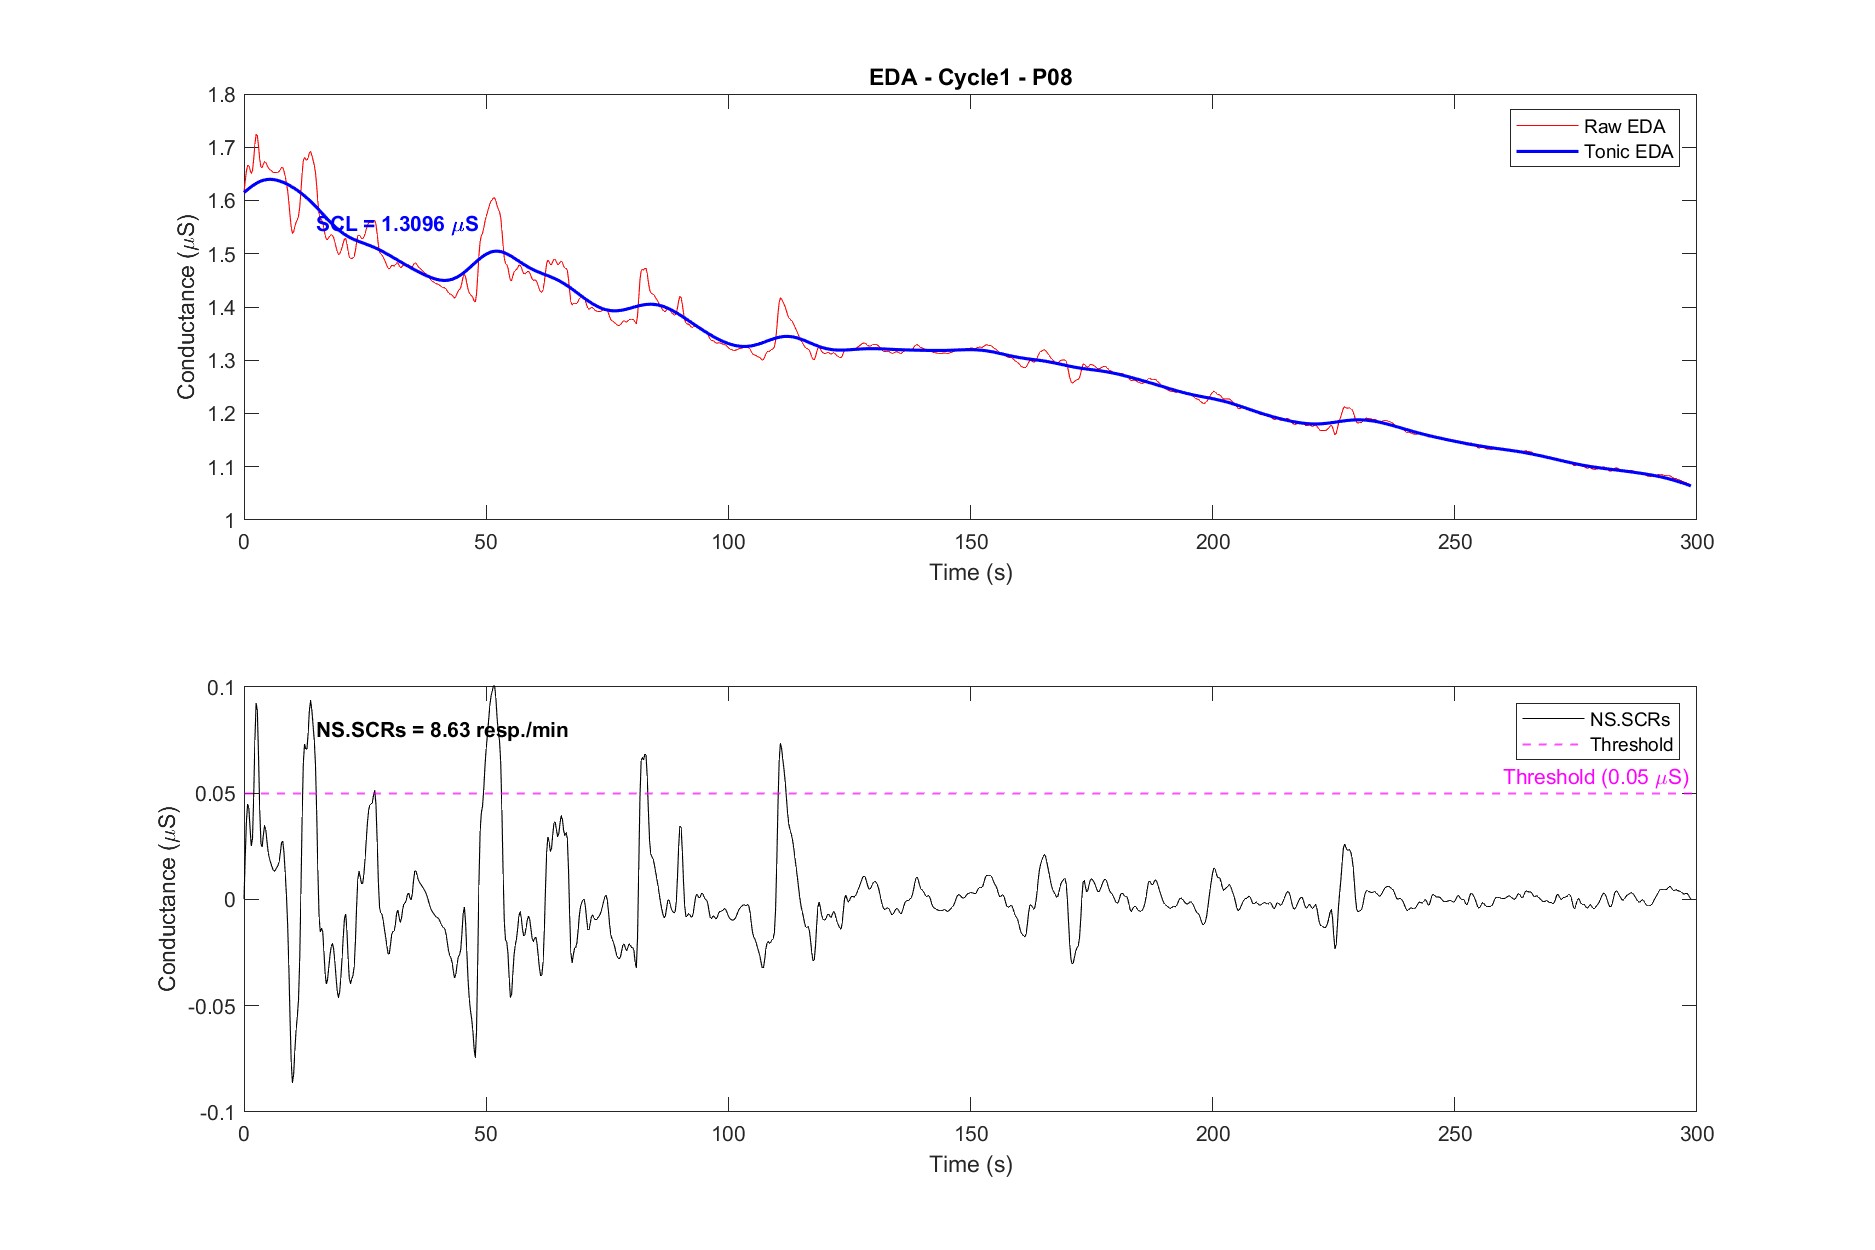 EDA - Cycle1 - P08
1.8
1.7
1.6
1.5
1.4
1.3
1.2
1.1
1
Conductance (μS)
Raw EDA
Tonic EDA
SCL = 1.3096 μS
0 50 100 150 200 250 300
Time (s)
0.1
0.05
0
-0.05
-0.1
Conductance (μS)
NS.SCRs = 8.63 resp./min
NS.SCRs
Threshold
Threshold (0.05 μS)
0 50 100 150 200 250 300
Time (s)